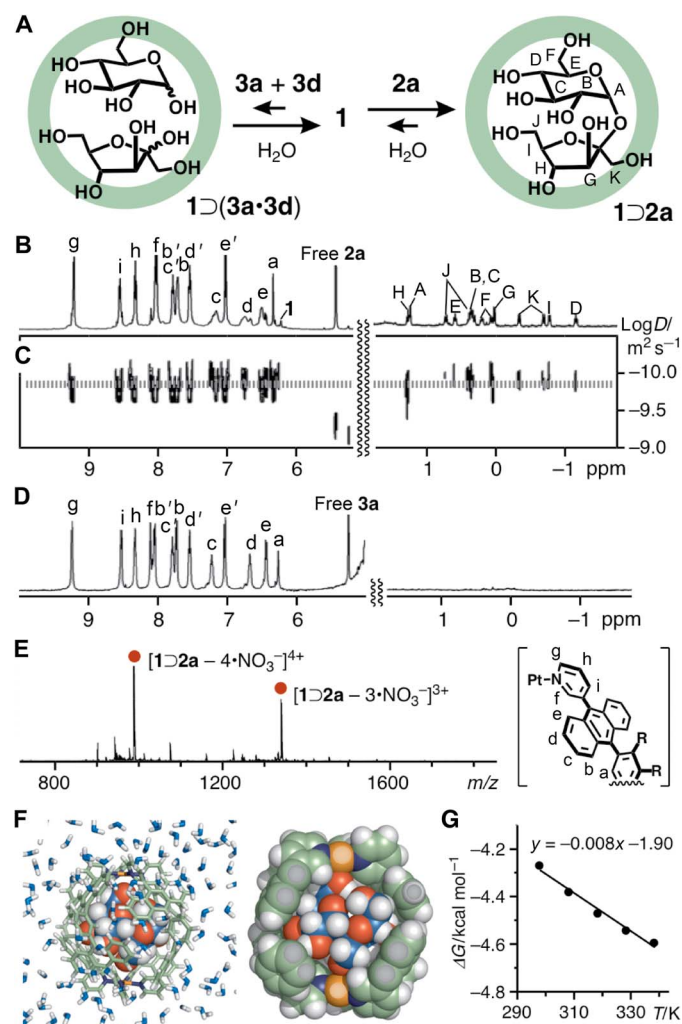 A
OH
HO
O
HO
HO
OH
OH
HO
O
OH
OH
OH
HO
1⊃(3a•3d)
3a + 3d
H₂O
1
2a
H₂O
OH
F
D
E
HO
O
HO
C
B
A
HO
J
HO
OH
O
O
I
H
OH
HO
G
K
1⊃2a
B
g
i
h
f
b′
c′
b
d′
c
e′
d
e
a
1
Free 2a
H
A
J
E
B, C
F
G
K
I
D
LogD/
m² s⁻¹
C
−10.0
−9.5
−9.0
9 8 7 6 1 0 −1 ppm
D
g
i
h
f
b′
c′
b
d′
c
e′
d
e
a
Free 3a
9 8 7 6 1 0 −1 ppm
E
[1⊃2a – 4•NO₃⁻]⁴⁺
[1⊃2a – 3•NO₃⁻]³⁺
800 1200 1600 m/z
g
h
Pt-N
i
f
e
d
c
b
a
R
R
F
G
y = −0.008x −1.90
ΔG/kcal mol⁻¹
−4.2
−4.4
−4.6
−4.8
290 310 330 T/K